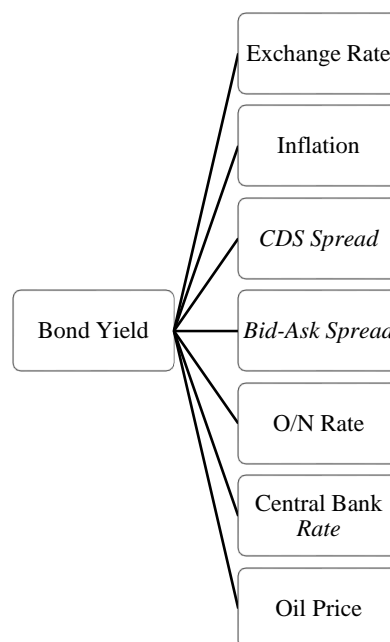 Exchange Rate
Inflation
CDS Spread
Bond Yield
Bid-Ask Spread
O/N Rate
Central Bank
Rate
Oil Price